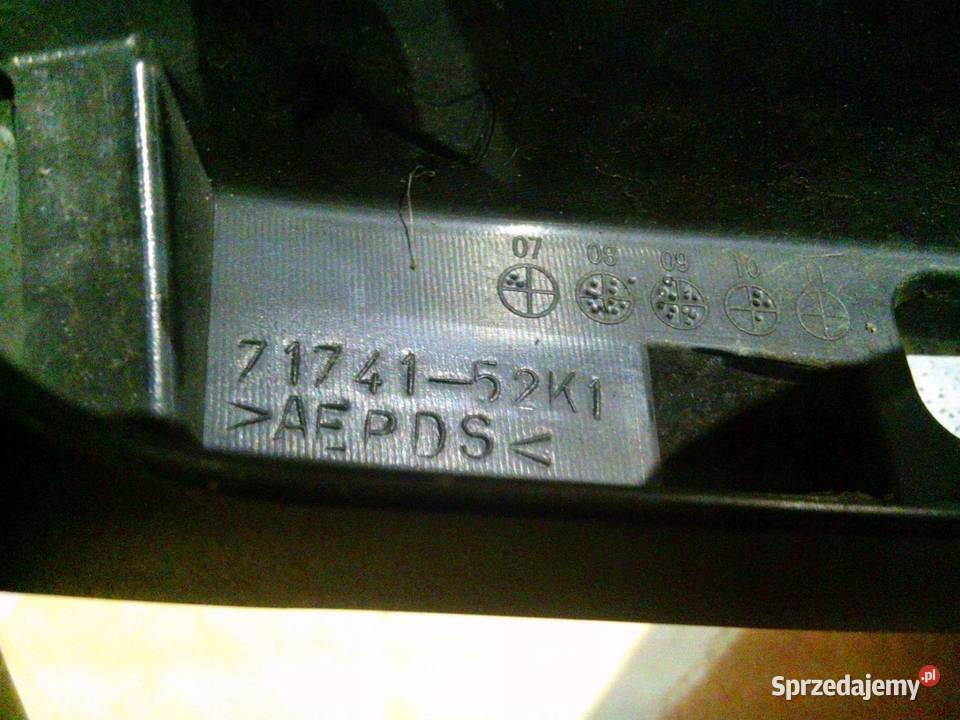 07 08 09 10 11
71741-52K1
>AEPDS<
Sprzedajemy.pl